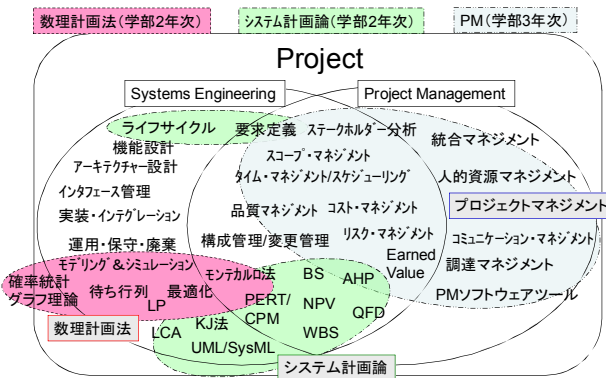 数理計画法(学部2年次)
システム計画論(学部2年次)
PM(学部3年次)
Project
Systems Engineering
Project Management
ライフサイクル
要求定義
ステークホルダー分析
機能設計
スコープ・マネジメント
統合マネジメント
アーキテクチャー設計
タイム・マネジメント/スケジューリング
人的資源マネジメント
インタフェース管理
プロジェクトマネジメント
実装・インテグレーション
品質マネジメント
コスト・マネジメント
運用・保守・廃棄
構成管理/変更管理
リスク・マネジメント
コミュニケーション・マネジメント
Earned
Value
モデリング&シミュレーション
モンテカルロ法
BS
AHP
調達マネジメント
確率統計
グラフ理論
待ち行列
LP
最適化
PERT/
CPM
NPV
QFD
PMソフトウェアツール
数理計画法
LCA
KJ法
WBS
UML/SysML
システム計画論